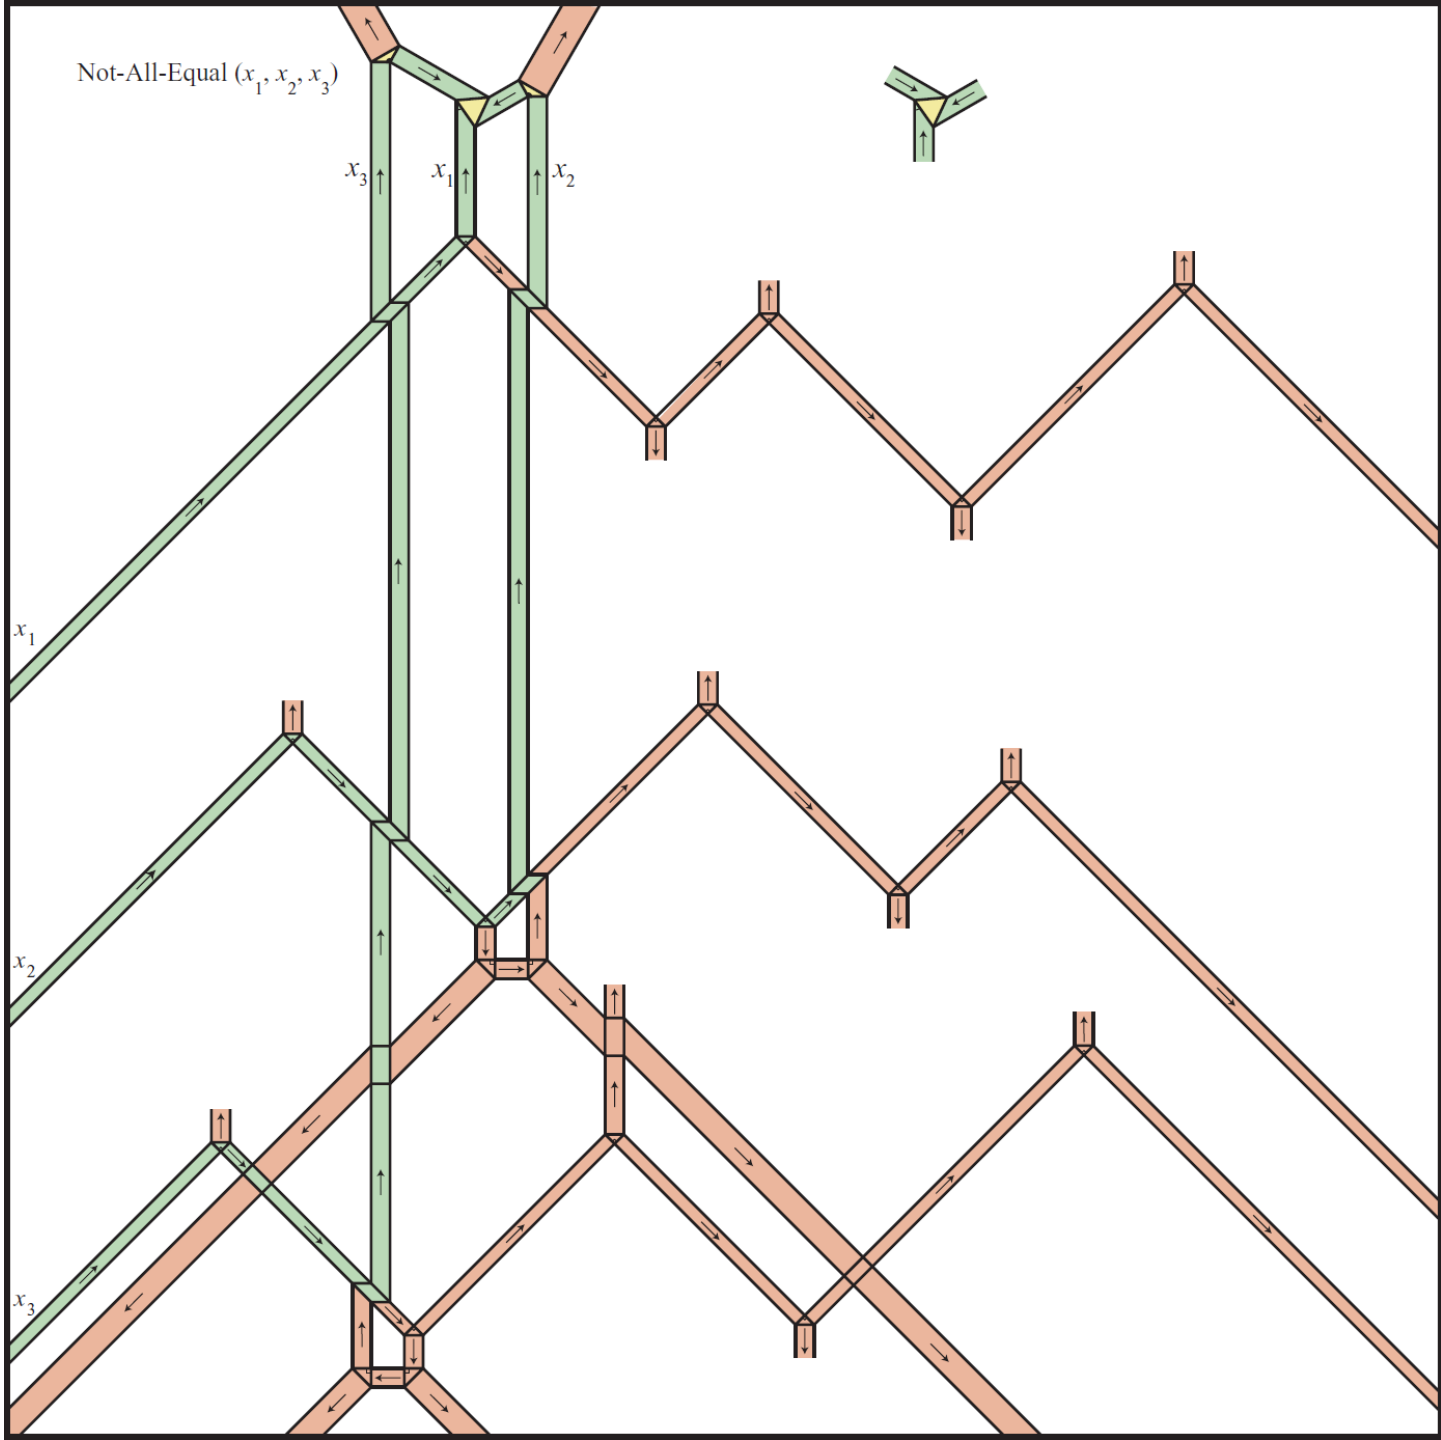 Not-All-Equal (x₁, x₂, x₃)
x₃ x₁ x₂
x₁
x₂
x₃